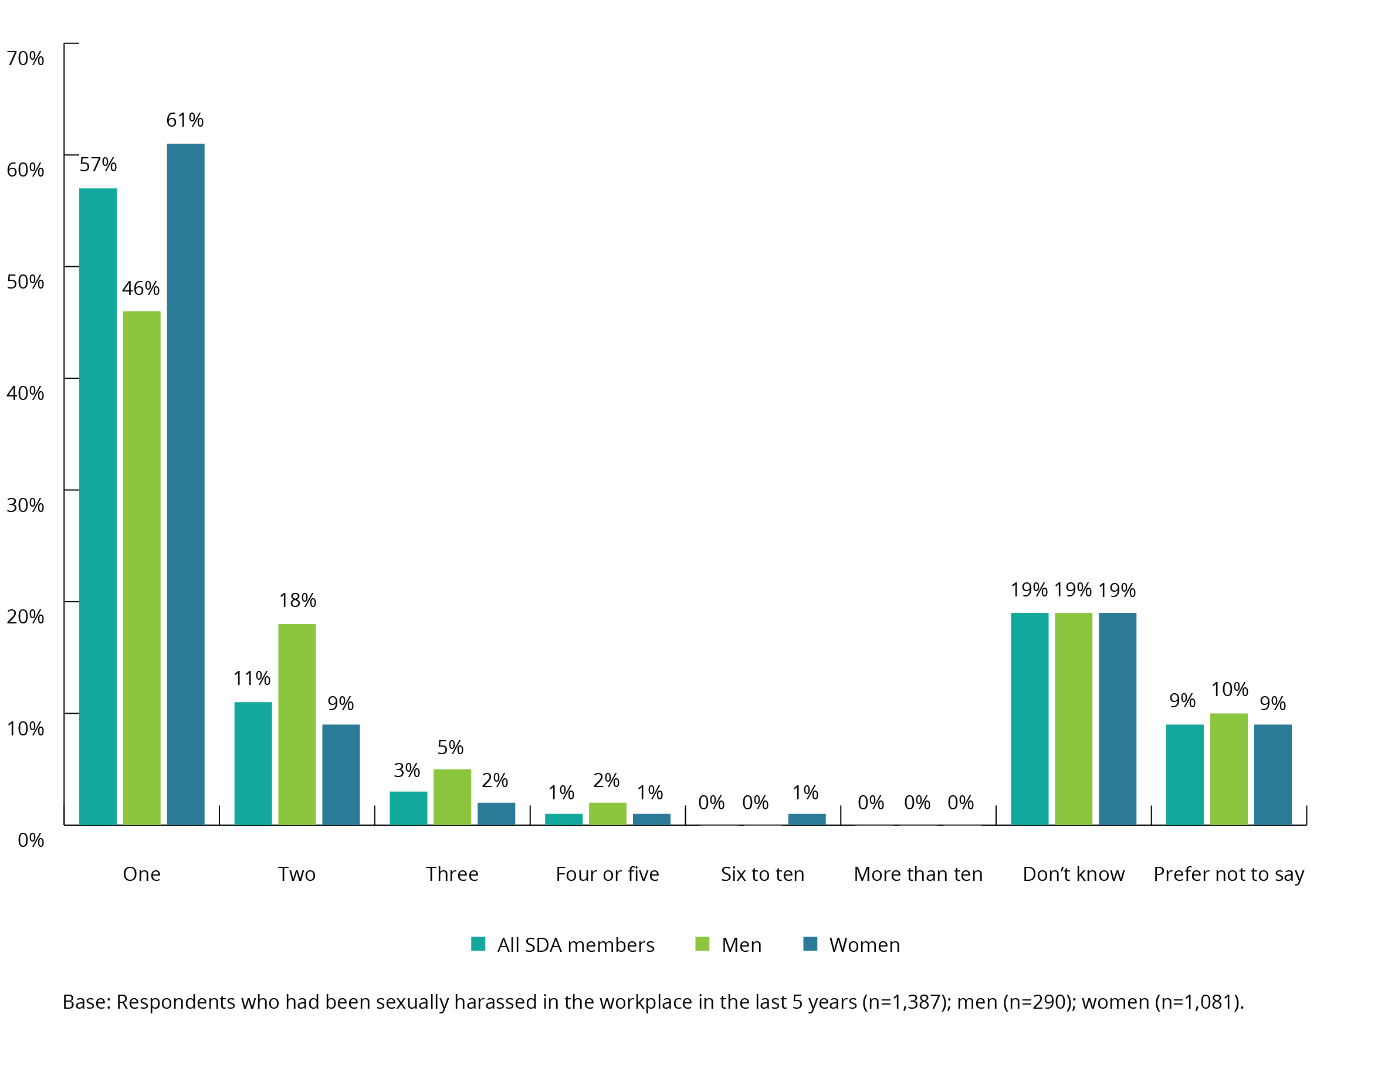 70%
60%
50%
40%
30%
20%
10%
0%
57%
46%
61%
11%
18%
9%
3%
5%
2%
1%
2%
1%
0%
0%
1%
0%
0%
0%
19%
19%
19%
9%
10%
9%
One
Two
Three
Four or five
Six to ten
More than ten
Don’t know
Prefer not to say
All SDA members
Men
Women
Base: Respondents who had been sexually harassed in the workplace in the last 5 years (n=1,387); men (n=290); women (n=1,081).